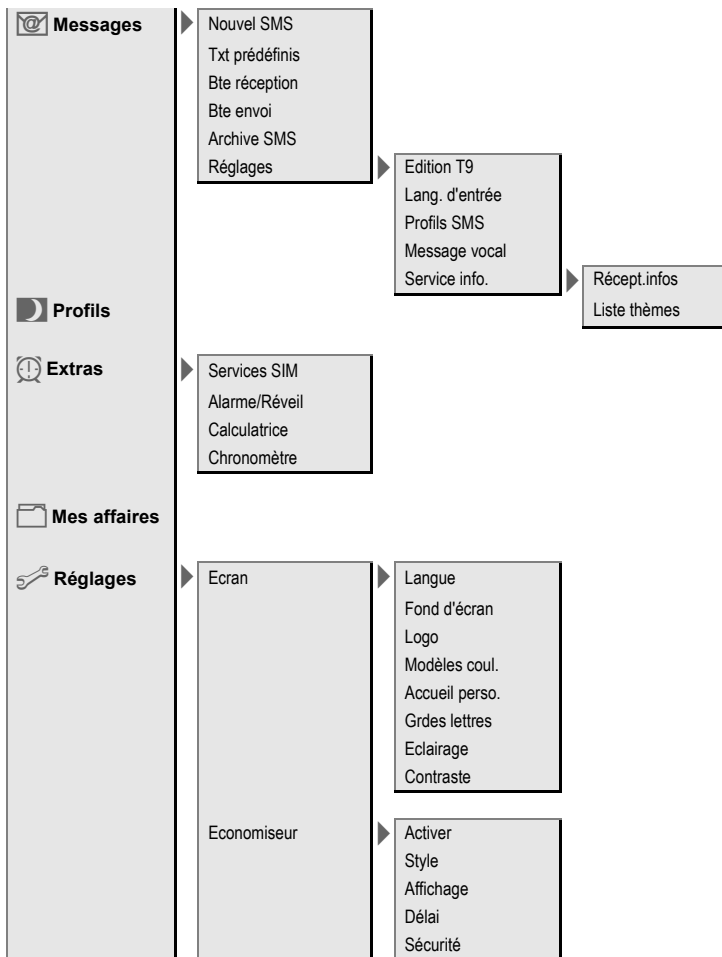 Messages
Nouvel SMS
Txt prédéfinis
Bte réception
Bte envoi
Archive SMS
Réglages
Edition T9
Lang. d'entrée
Profils SMS
Message vocal
Service info.
Récept.infos
Liste thèmes
Profils
Extras
Services SIM
Alarme/Réveil
Calculatrice
Chronomètre
Mes affaires
Réglages
Ecran
Langue
Fond d'écran
Logo
Modèles coul.
Accueil perso.
Grdes lettres
Eclairage
Contraste
Economiseur
Activer
Style
Affichage
Délai
Sécurité